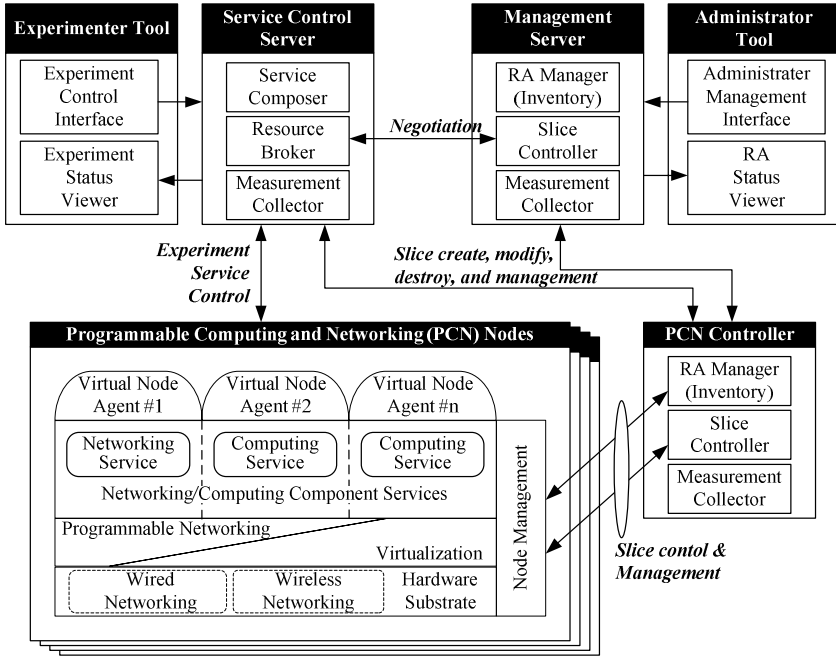 Experimenter Tool
Experiment
Control
Interface
Experiment
Status
Viewer
Service Control
Server
Service
Composer
Resource
Broker
Measurement
Collector
Negotiation
Management
Server
RA Manager
(Inventory)
Slice
Controller
Measurement
Collector
Administrator
Tool
Administrater
Management
Interface
RA
Status
Viewer
Experiment
Service
Control
Slice create, modify,
destroy, and management
Programmable Computing and Networking (PCN) Nodes
Virtual Node
Agent #1
Virtual Node
Agent #2
Virtual Node
Agent #n
Networking
Service
Computing
Service
Computing
Service
Networking/Computing Component Services
Programmable Networking
Virtualization
Wired
Networking
Wireless
Networking
Hardware
Substrate
Node Management
PCN Controller
RA Manager
(Inventory)
Slice
Controller
Measurement
Collector
Slice contol &
Management